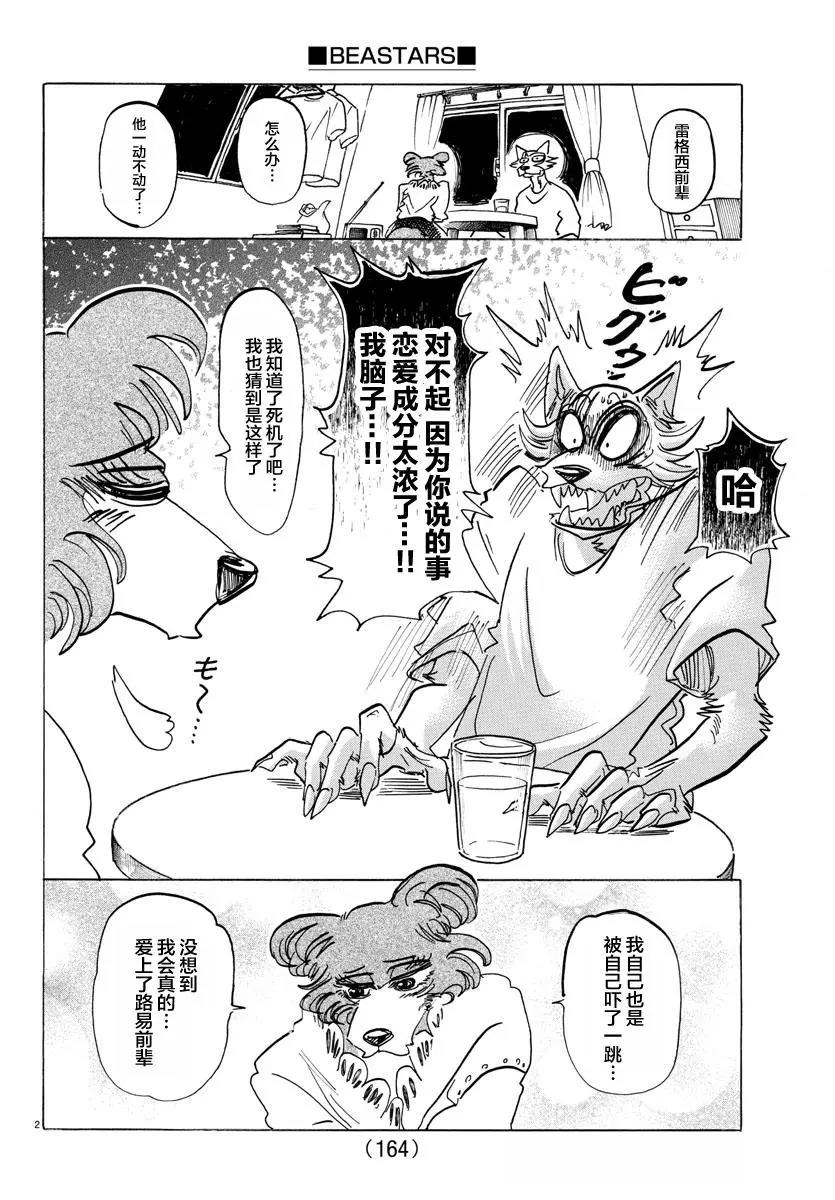 ■BEASTARS■
雷格西前辈
怎么办…
他一动不动了…
哈
ビグゥッ
对不起 因为你说的事
恋爱成分太浓了…!!
我脑子…!!
我知道了死机了吧…
我也猜到是这样了
も〜……
我自己也是
被自己吓了一跳…
没想到
我会真的…
爱上了路易前辈
2
(164)